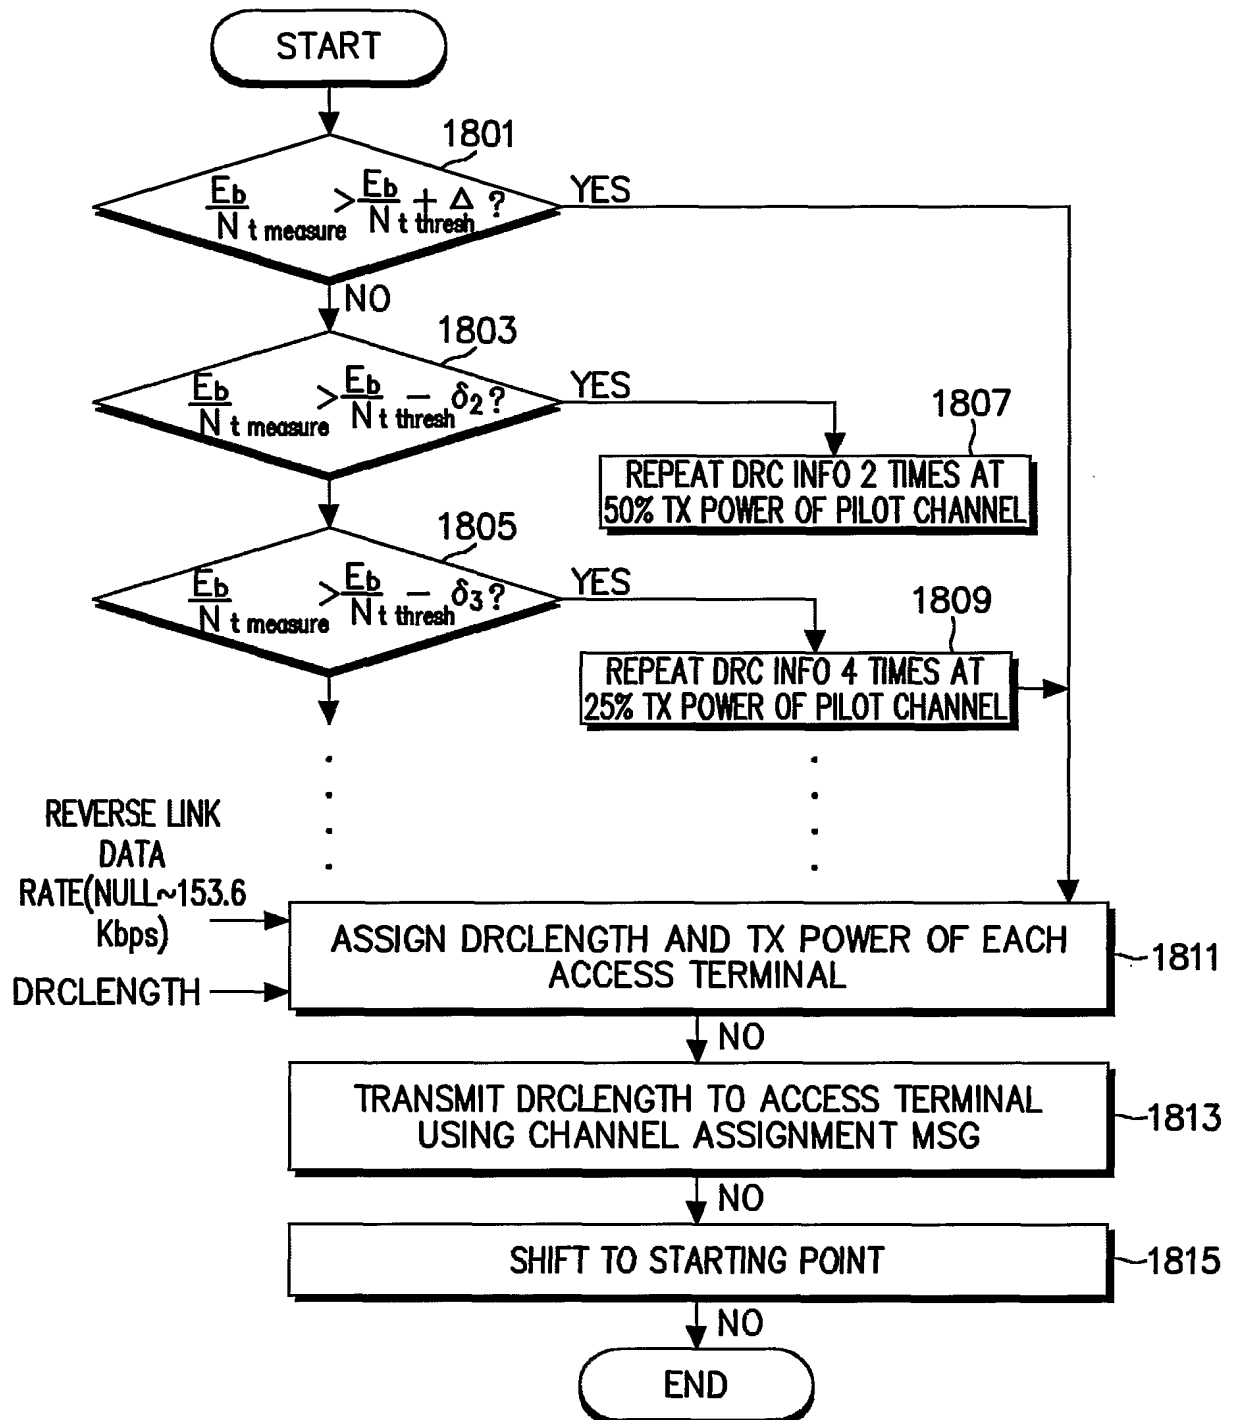 START
1801
Eb/Nt measure > Eb/Nt thresh + Δ ?
YES
NO
1803
Eb/Nt measure > Eb/Nt thresh − δ2?
YES
1807
REPEAT DRC INFO 2 TIMES AT
50% TX POWER OF PILOT CHANNEL
1805
Eb/Nt measure > Eb/Nt thresh − δ3?
YES
1809
REPEAT DRC INFO 4 TIMES AT
25% TX POWER OF PILOT CHANNEL
REVERSE LINK
DATA
RATE(NULL~153.6
Kbps)
DRCLENGTH
ASSIGN DRCLENGTH AND TX POWER OF EACH
ACCESS TERMINAL
1811
NO
TRANSMIT DRCLENGTH TO ACCESS TERMINAL
USING CHANNEL ASSIGNMENT MSG
1813
NO
SHIFT TO STARTING POINT
1815
NO
END